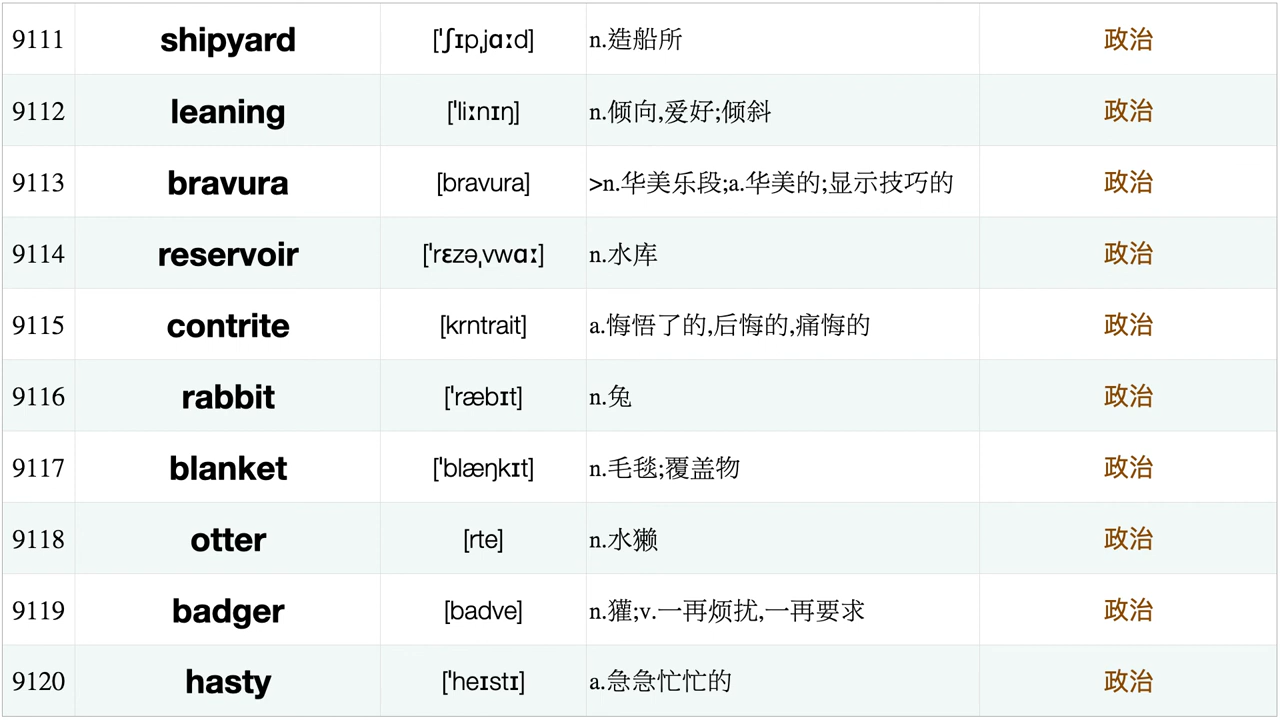 9111 shipyard [ˈʃɪpˌjɑːd] n.造船所 政治
9112 leaning [ˈliːnɪŋ] n.倾向,爱好;倾斜 政治
9113 bravura [bravura] >n.华美乐段;a.华美的;显示技巧的 政治
9114 reservoir [ˈrɛzəˌvwɑː] n.水库 政治
9115 contrite [krntrait] a.悔悟了的,后悔的,痛悔的 政治
9116 rabbit [ˈræbɪt] n.兔 政治
9117 blanket [ˈblæŋkɪt] n.毛毯;覆盖物 政治
9118 otter [rte] n.水獭 政治
9119 badger [badve] n.獾;v.一再烦扰,一再要求 政治
9120 hasty [ˈheɪstɪ] a.急急忙忙的 政治